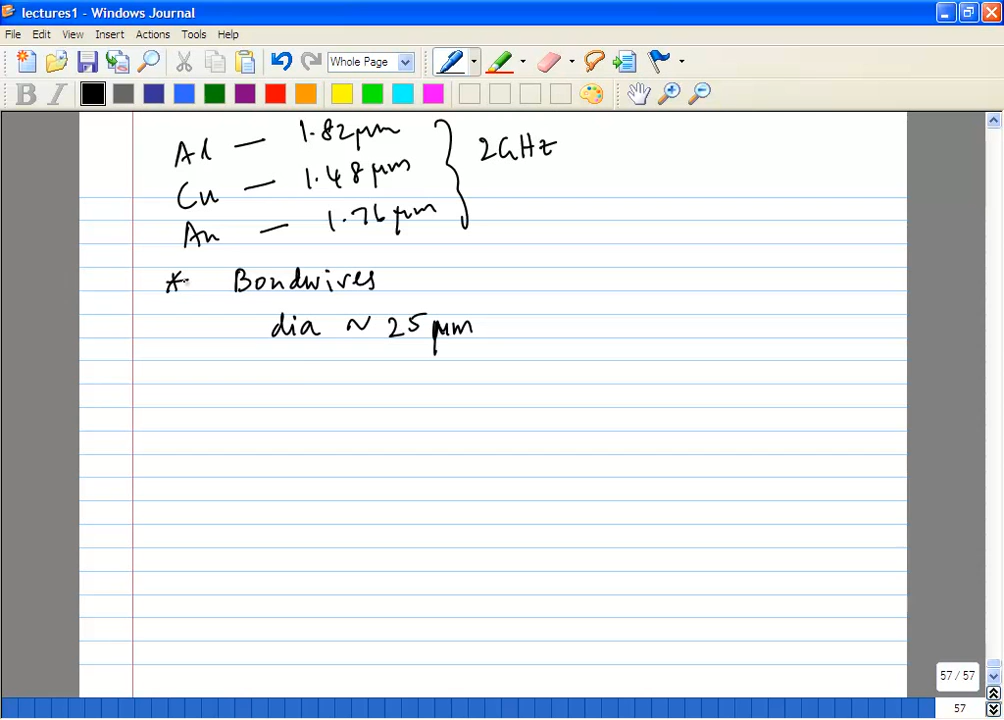 lectures1 - Windows Journal
File Edit View Insert Actions Tools Help
Whole Page
B I
Al — 1.82 μm
Cu — 1.48 μm } 2GHz
Au — 1.76 μm
* Bondwires
dia ~ 25 μm
57 / 57
57